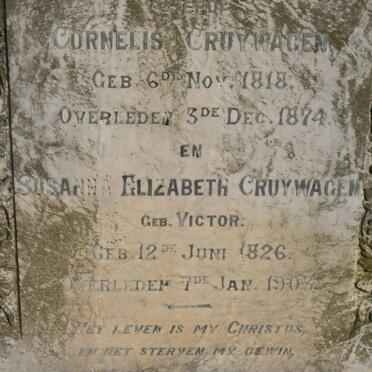 CORNELIS CRUYWAGEN,
GEB. 6DE NOV. 1818,
OVERLEDEN 3DE DEC. 1874
EN
SUSANNA ELIZABETH CRUYWAGEN
GEB. VICTOR.
GEB. 12DE JUNI 1826.
OVERLEDEN 7DE JAN.
HET LEVEN IS MY CHRISTUS,
EN HET STERVEN MY GEWIN,